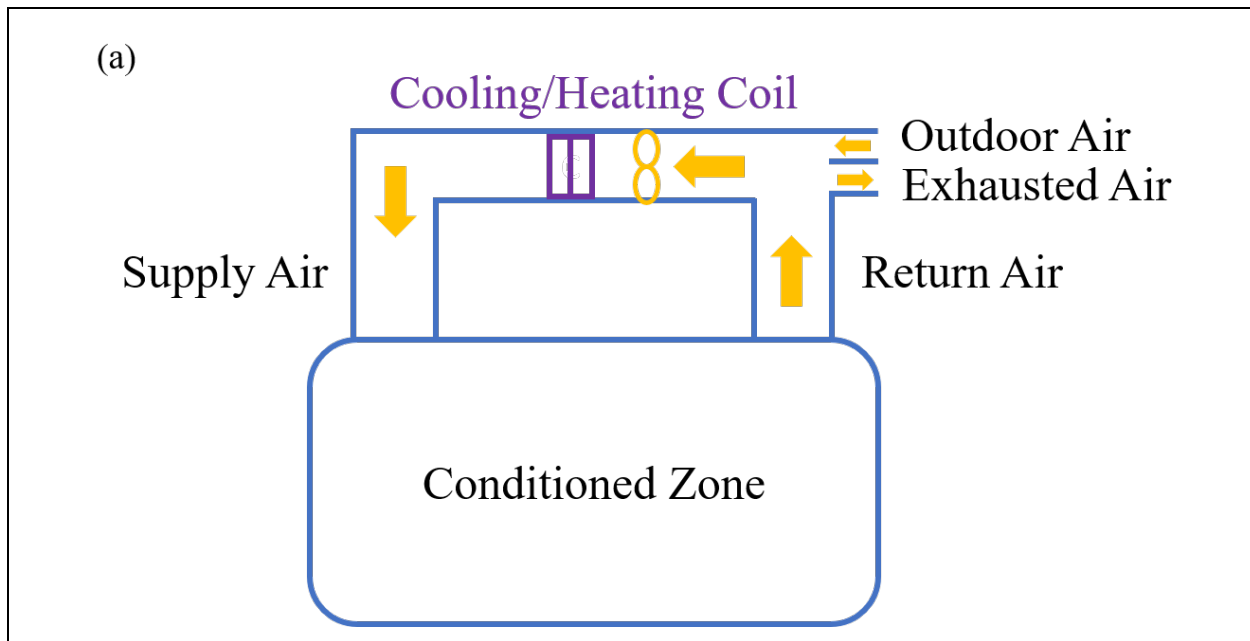 (a)
Cooling/Heating Coil
Outdoor Air
Exhausted Air
Supply Air
Return Air
Conditioned Zone